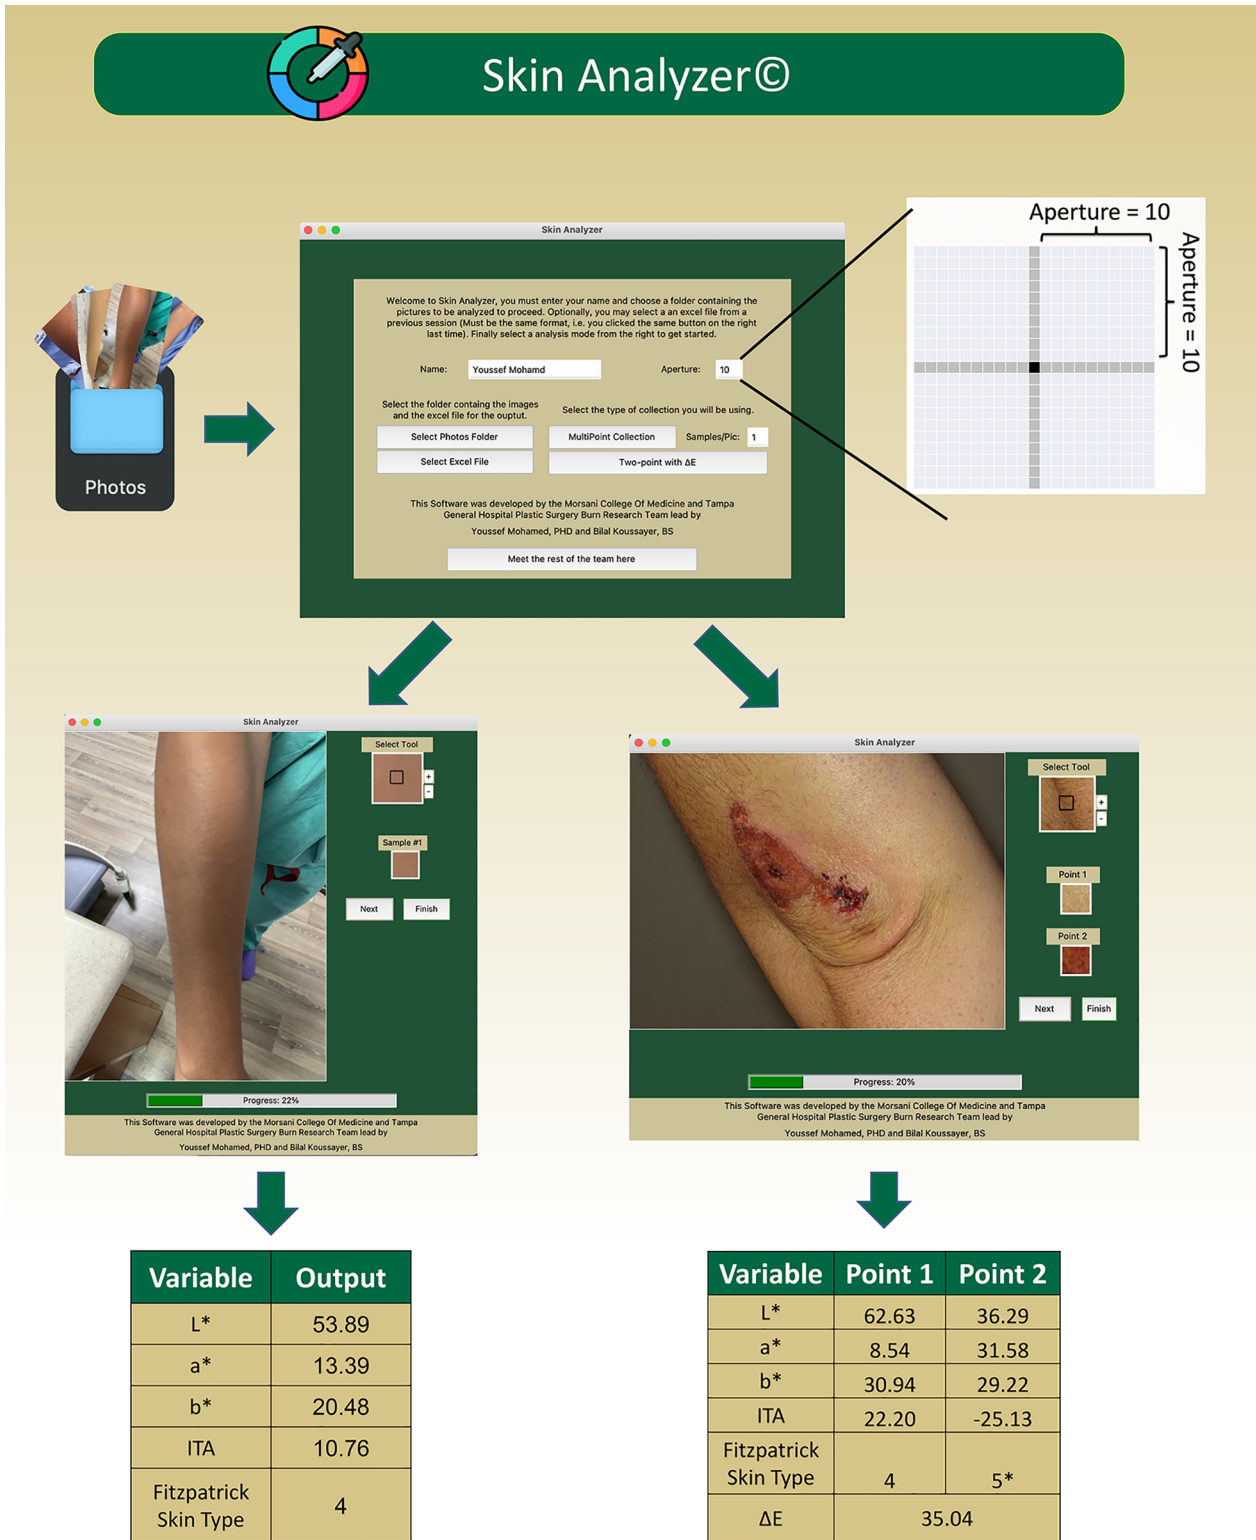 Skin Analyzer©
Aperture = 10
Aperture = 10
Skin Analyzer
Welcome to Skin Analyzer, you must enter your name and choose a folder containing the
pictures to be analyzed to proceed. Optionally, you may select a an excel file from a
previous session (Must be the same format, i.e. you clicked the same button on the right
last time). Finally select a analysis mode from the right to get started.
Name: Youssef Mohamd Aperture: 10
Select the folder containg the images
and the excel file for the ouptut.
Select the type of collection you will be using.
Select Photos Folder
MultiPoint Collection Samples/Pic: 1
Select Excel File
Two-point with ΔE
This Software was developed by the Morsani College Of Medicine and Tampa
General Hospital Plastic Surgery Burn Research Team lead by
Youssef Mohamed, PHD and Bilal Koussayer, BS
Meet the rest of the team here
Photos
Skin Analyzer
Select Tool
+
-
Sample #1
Next Finish
Progress: 22%
This Software was developed by the Morsani College Of Medicine and Tampa
General Hospital Plastic Surgery Burn Research Team lead by
Youssef Mohamed, PHD and Bilal Koussayer, BS
Skin Analyzer
Select Tool
+
-
Point 1
Point 2
Next Finish
Progress: 20%
This Software was developed by the Morsani College Of Medicine and Tampa
General Hospital Plastic Surgery Burn Research Team lead by
Youssef Mohamed, PHD and Bilal Koussayer, BS
Variable Output
L* 53.89
a* 13.39
b* 20.48
ITA 10.76
Fitzpatrick
Skin Type 4
Variable Point 1 Point 2
L* 62.63 36.29
a* 8.54 31.58
b* 30.94 29.22
ITA 22.20 -25.13
Fitzpatrick
Skin Type 4 5*
ΔE 35.04